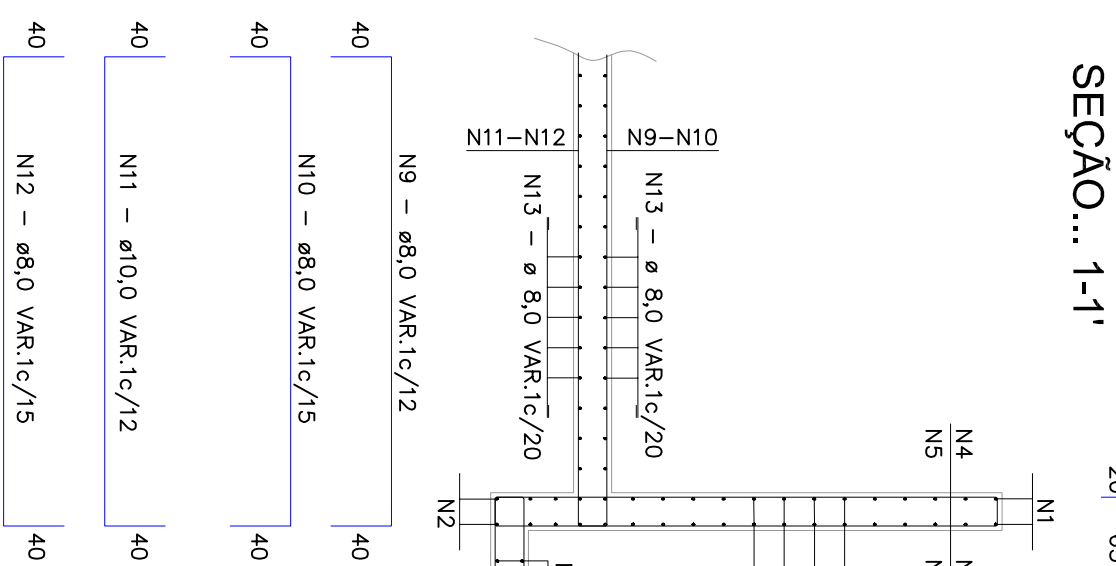 SEÇÃO... 1-1'
40
40
40
40
N11-N12
N9-N10
N13 - ø 8,0 VAR.1c/20
N13 - ø 8,0 VAR.1c/20
N9 - ø8,0 VAR.1c/12
N10 - ø8,0 VAR.1c/15
N11 - ø10,0 VAR.1c/12
N12 - ø8,0 VAR.1c/15
N4
N5
N1
N2
40
40
40
40